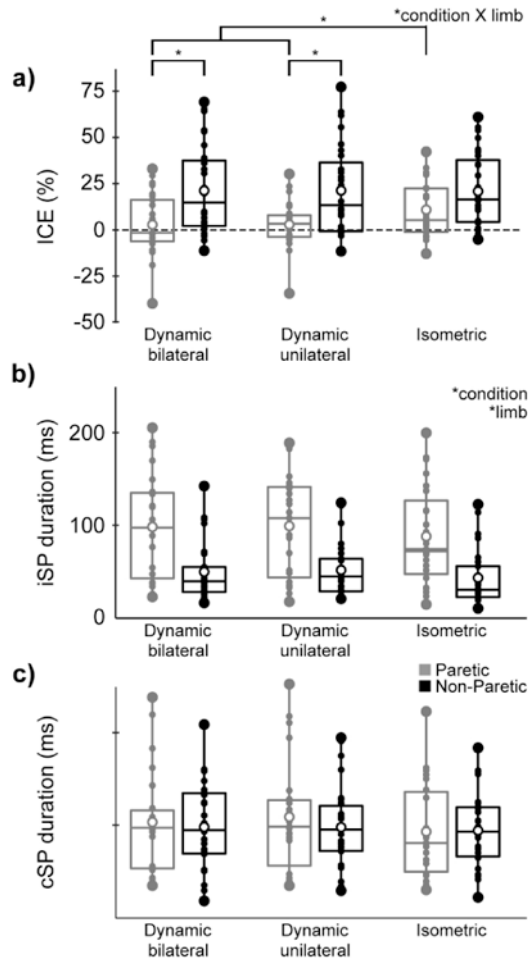 *
*condition X limb
a)
*
*
75
50
25
0
-25
-50
ICE (%)
Dynamic
bilateral
Dynamic
unilateral
Isometric
b)
*condition
*limb
200
100
0
iSP duration (ms)
Dynamic
bilateral
Dynamic
unilateral
Isometric
c)
Paretic
Non-Paretic
cSP duration (ms)
Dynamic
bilateral
Dynamic
unilateral
Isometric